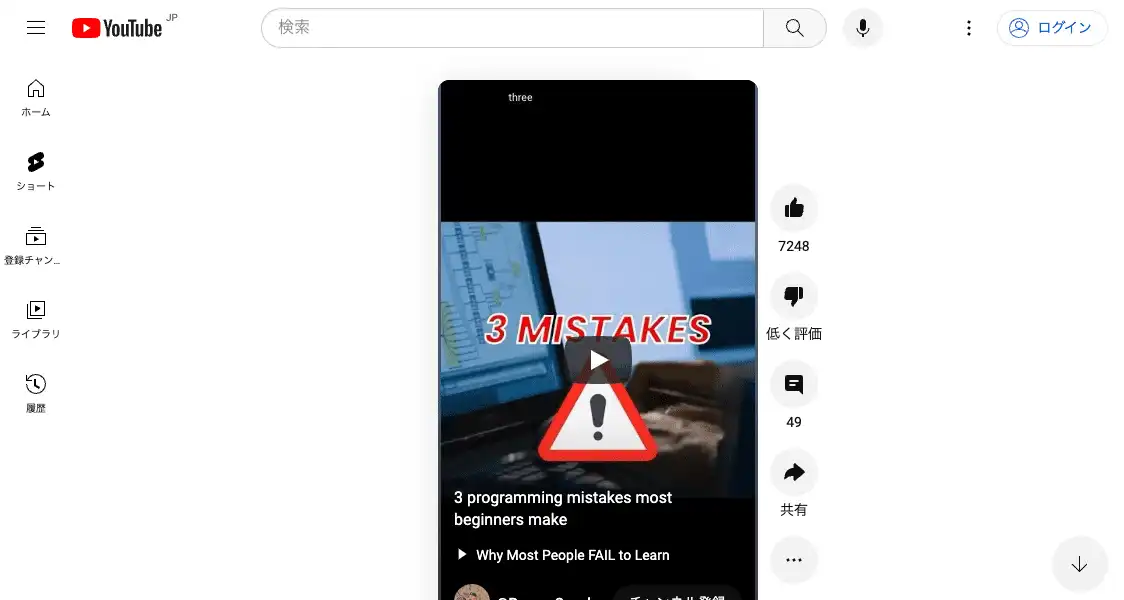 YouTube JP
検索
ログイン
ホーム
ショート
登録チャン...
ライブラリ
履歴
three
3 MISTAKES
3 programming mistakes most
beginners make
Why Most People FAIL to Learn
7248
低く評価
49
共有
チャンネル登録